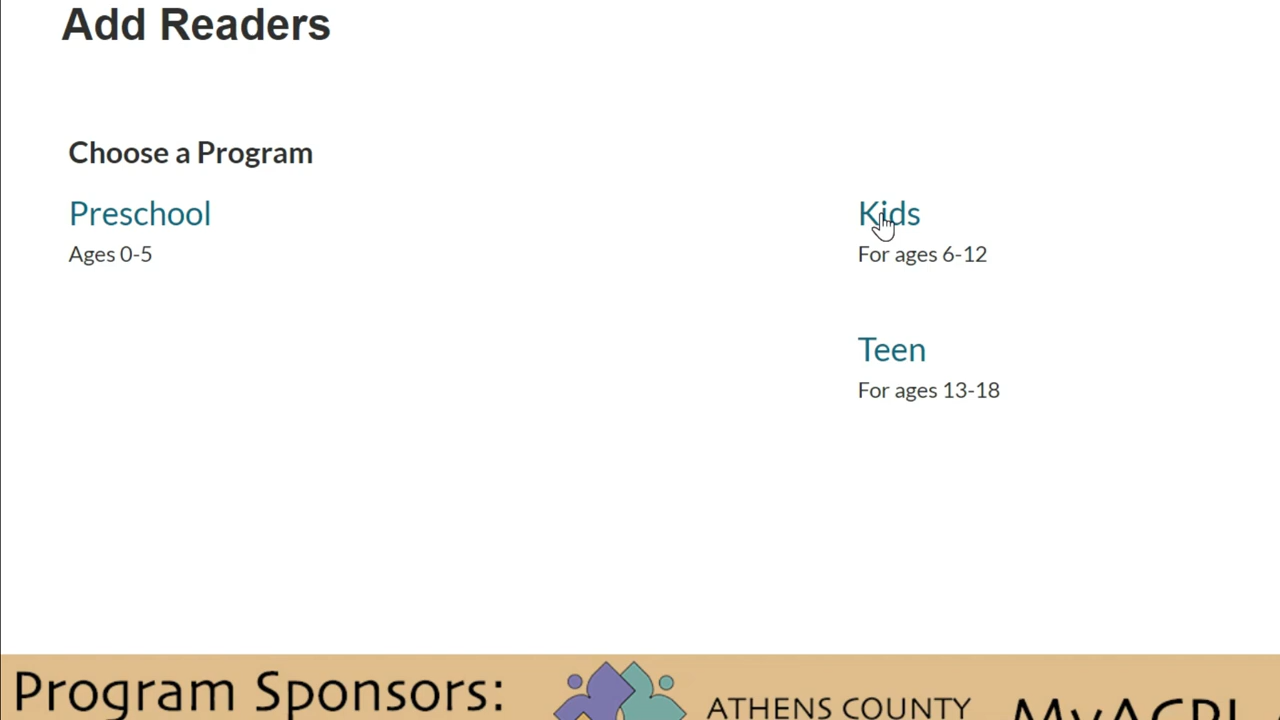 Add Readers
Choose a Program
Preschool
Ages 0-5
Kids
For ages 6-12
Teen
For ages 13-18
Program Sponsors:
ATHENS COUNTY